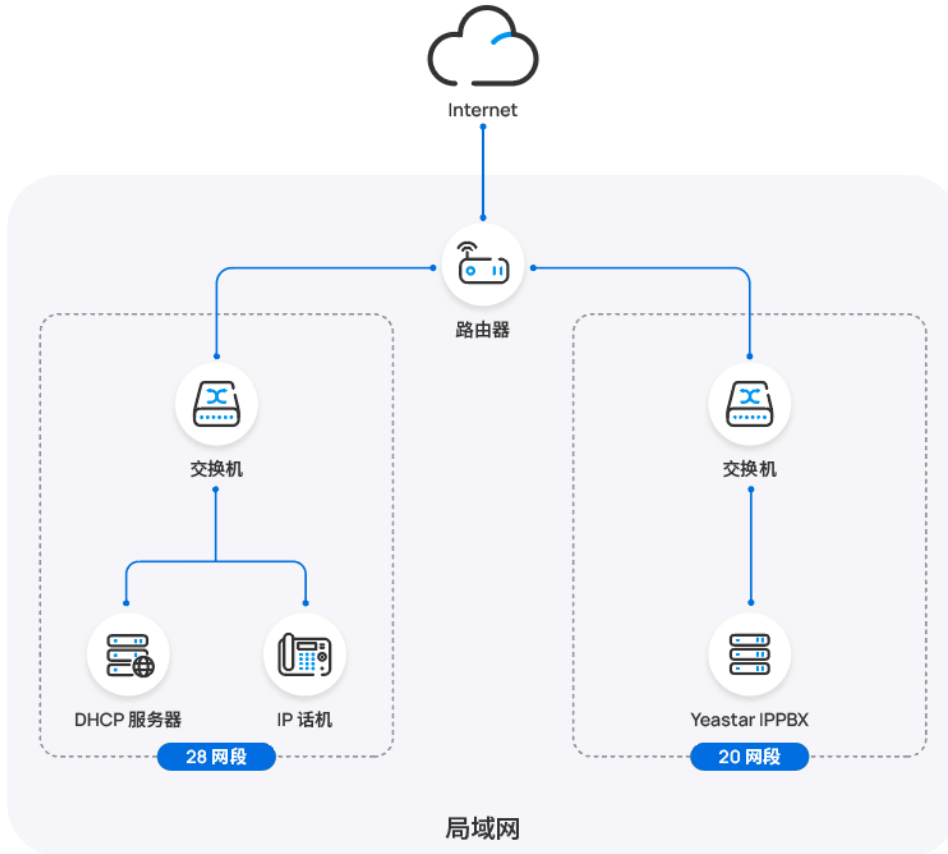 Internet
路由器
交换机
交换机
DHCP 服务器
IP 话机
Yeastar IPPBX
28 网段
20 网段
局域网